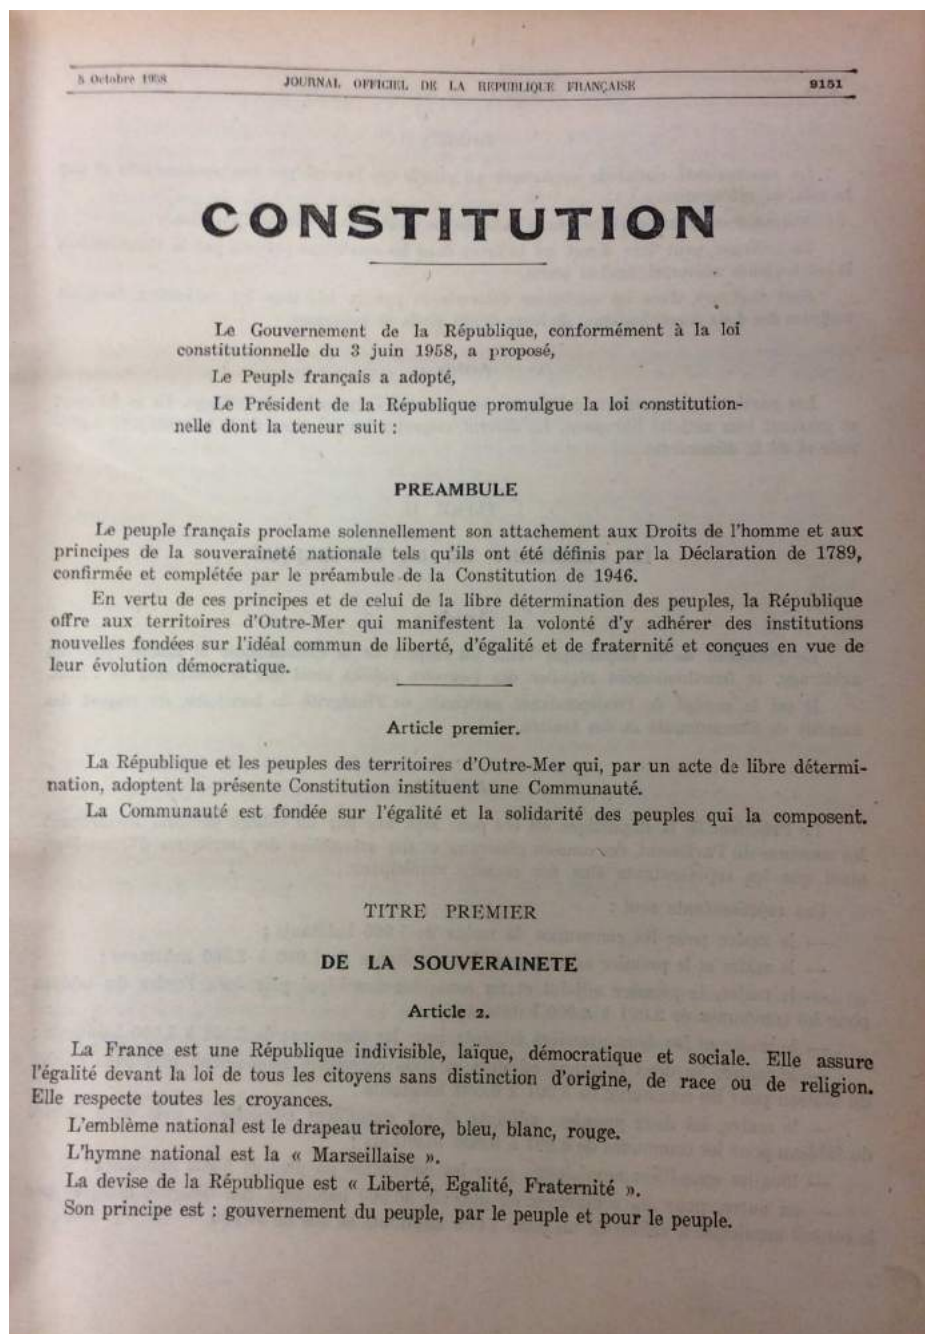 5 Octobre 1958 JOURNAL OFFICIEL DE LA REPUBLIQUE FRANÇAISE 9151
CONSTITUTION
Le Gouvernement de la République, conformément à la loi
constitutionnelle du 3 juin 1958, a proposé,
Le Peuple français a adopté,
Le Président de la République promulgue la loi constitution-
nelle dont la teneur suit :
PREAMBULE
Le peuple français proclame solennellement son attachement aux Droits de l'homme et aux
principes de la souveraineté nationale tels qu'ils ont été définis par la Déclaration de 1789,
confirmée et complétée par le préambule de la Constitution de 1946.
En vertu de ces principes et de celui de la libre détermination des peuples, la République
offre aux territoires d'Outre-Mer qui manifestent la volonté d'y adhérer des institutions
nouvelles fondées sur l'idéal commun de liberté, d'égalité et de fraternité et conçues en vue de
leur évolution démocratique.
Article premier.
La République et les peuples des territoires d'Outre-Mer qui, par un acte de libre détermi-
nation, adoptent la présente Constitution instituent une Communauté.
La Communauté est fondée sur l'égalité et la solidarité des peuples qui la composent.
TITRE PREMIER
DE LA SOUVERAINETE
Article 2.
La France est une République indivisible, laïque, démocratique et sociale. Elle assure
l'égalité devant la loi de tous les citoyens sans distinction d'origine, de race ou de religion.
Elle respecte toutes les croyances.
L'emblème national est le drapeau tricolore, bleu, blanc, rouge.
L'hymne national est la « Marseillaise ».
La devise de la République est « Liberté, Egalité, Fraternité ».
Son principe est : gouvernement du peuple, par le peuple et pour le peuple.